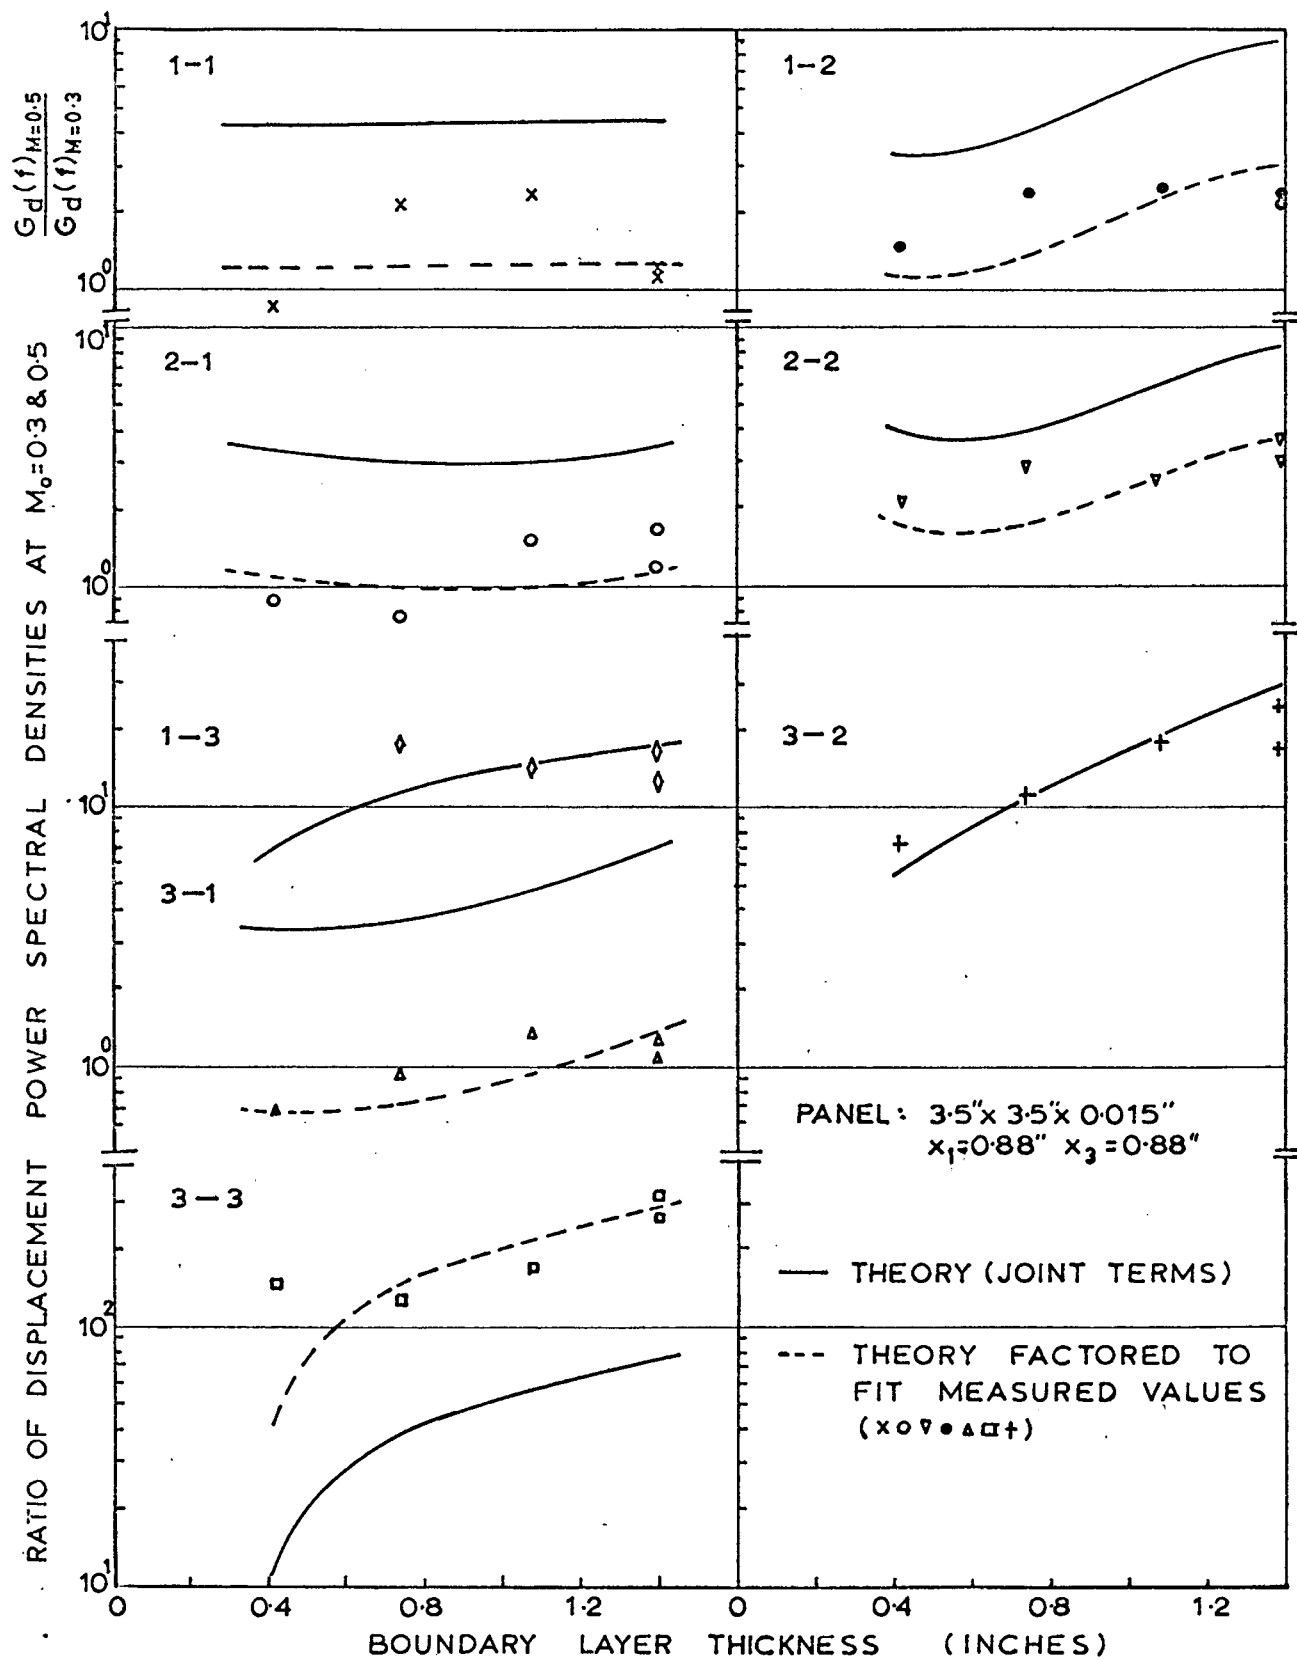 10¹
1-1
1-2
Gd(f)M=0.5
Gd(f)M=0.3
10⁰
10¹
2-1
2-2
10⁰
1-3
3-2
10¹
3-1
10⁰
PANEL: 3.5"x 3.5"x 0.015"
x₁=0.88" x₃=0.88"
3-3
THEORY (JOINT TERMS)
10²
THEORY FACTORED TO
FIT MEASURED VALUES
(x o ▽ ● △ □ +)
10¹
0 0.4 0.8 1.2 0 0.4 0.8 1.2
BOUNDARY LAYER THICKNESS (INCHES)
RATIO OF DISPLACEMENT POWER SPECTRAL DENSITIES AT M₀=0.3 & 0.5